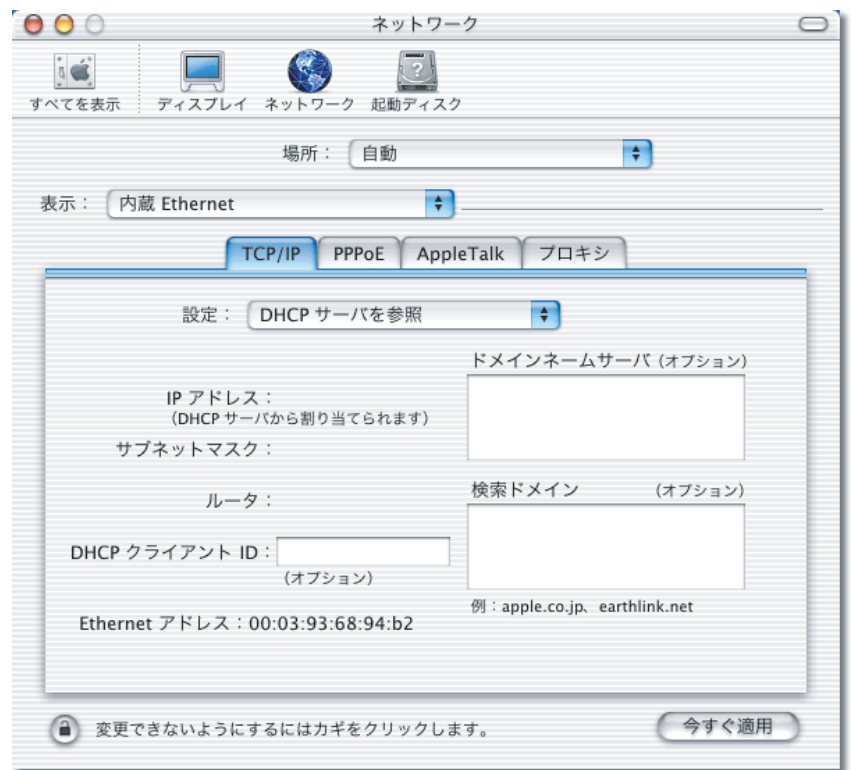 ネットワーク
すべてを表示 ディスプレイ ネットワーク 起動ディスク
場所： 自動
表示： 内蔵 Ethernet
TCP/IP PPPoE AppleTalk プロキシ
設定： DHCP サーバを参照
ドメインネームサーバ (オプション)
IP アドレス：
（DHCP サーバから割り当てられます）
サブネットマスク：
ルータ：
検索ドメイン (オプション)
DHCP クライアント ID：
(オプション)
例：apple.co.jp、earthlink.net
Ethernet アドレス：00:03:93:68:94:b2
変更できないようにするにはカギをクリックします。
今すぐ適用